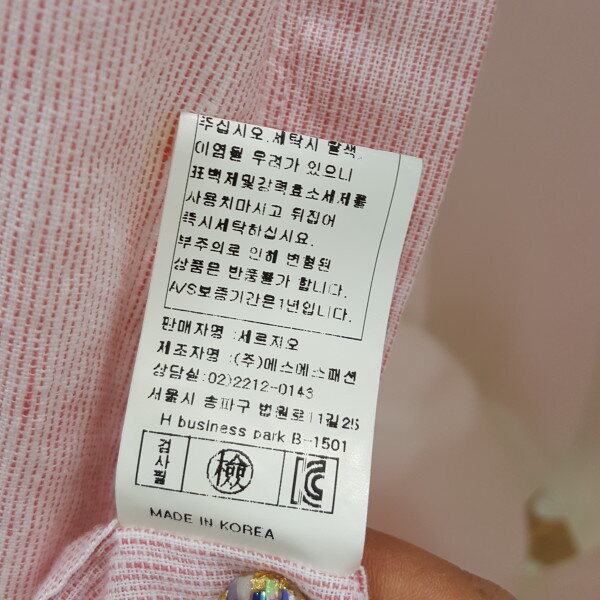 주십시오.세탁시 탈색,
이염될 우려가 있으니
표백제및강력효소세제를
사용치마시고 뒤집어
즉시세탁하십시요.
부주의로 인해 변형된
상품은 반품률가 합니다.
A/S보증기간은1년입니다.
판매자명 :세르지오
제조자명 :(주)에스에스패션
상담실:02)2212-0143
서울시 송파구 법원로11길25
H business park B-1501
검사필 檢
MADE IN KOREA